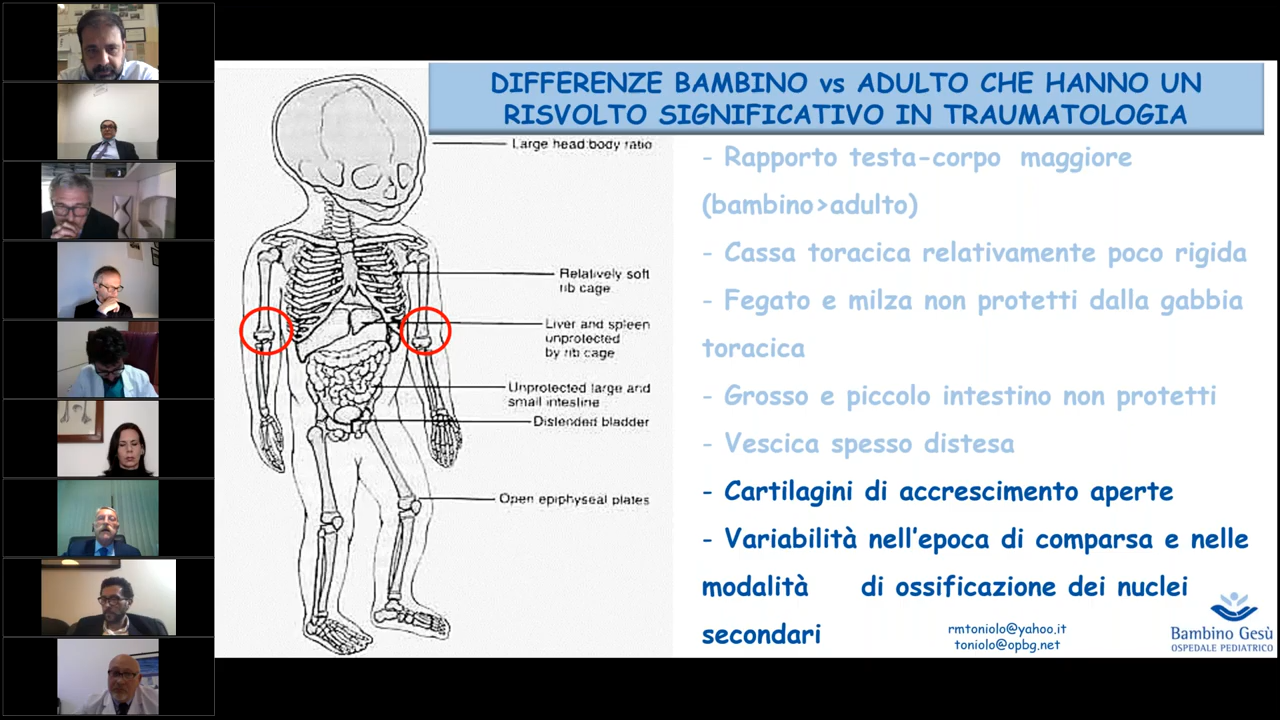 DIFFERENZE BAMBINO vs ADULTO CHE HANNO UN
RISVOLTO SIGNIFICATIVO IN TRAUMATOLOGIA
Large head:body ratio
Relatively soft
rib cage
Liver and spleen
unprotected
by rib cage
Unprotected large and
small intestine
Distended bladder
Open epiphyseal plates
- Rapporto testa-corpo maggiore
(bambino>adulto)
- Cassa toracica relativamente poco rigida
- Fegato e milza non protetti dalla gabbia
toracica
- Grosso e piccolo intestino non protetti
- Vescica spesso distesa
- Cartilagini di accrescimento aperte
- Variabilità nell'epoca di comparsa e nelle
modalità di ossificazione dei nuclei
secondari
rmtoniolo@yahoo.it
toniolo@opbg.net
Bambino Gesù
OSPEDALE PEDIATRICO